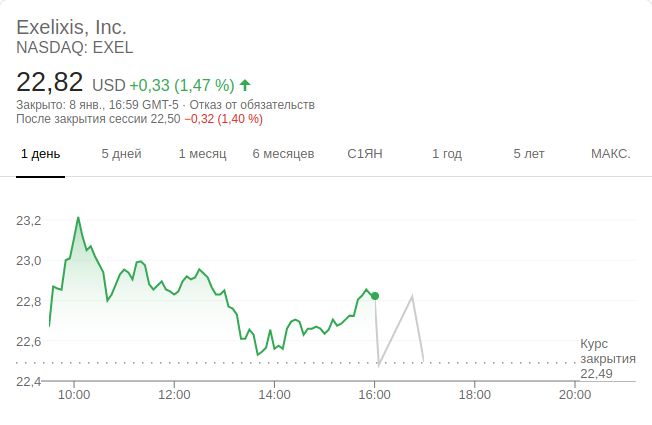 Exelixis, Inc.
NASDAQ: EXEL
22,82 USD +0,33 (1,47 %)
Закрыто: 8 янв., 16:59 GMT-5 · Отказ от обязательств
После закрытия сессии 22,50 −0,32 (1,40 %)
1 день 5 дней 1 месяц 6 месяцев С1ЯН 1 год 5 лет МАКС.
23,2
23,0
22,8
22,6
22,4
Курс
закрытия
22,49
10:00 12:00 14:00 16:00 18:00 20:00